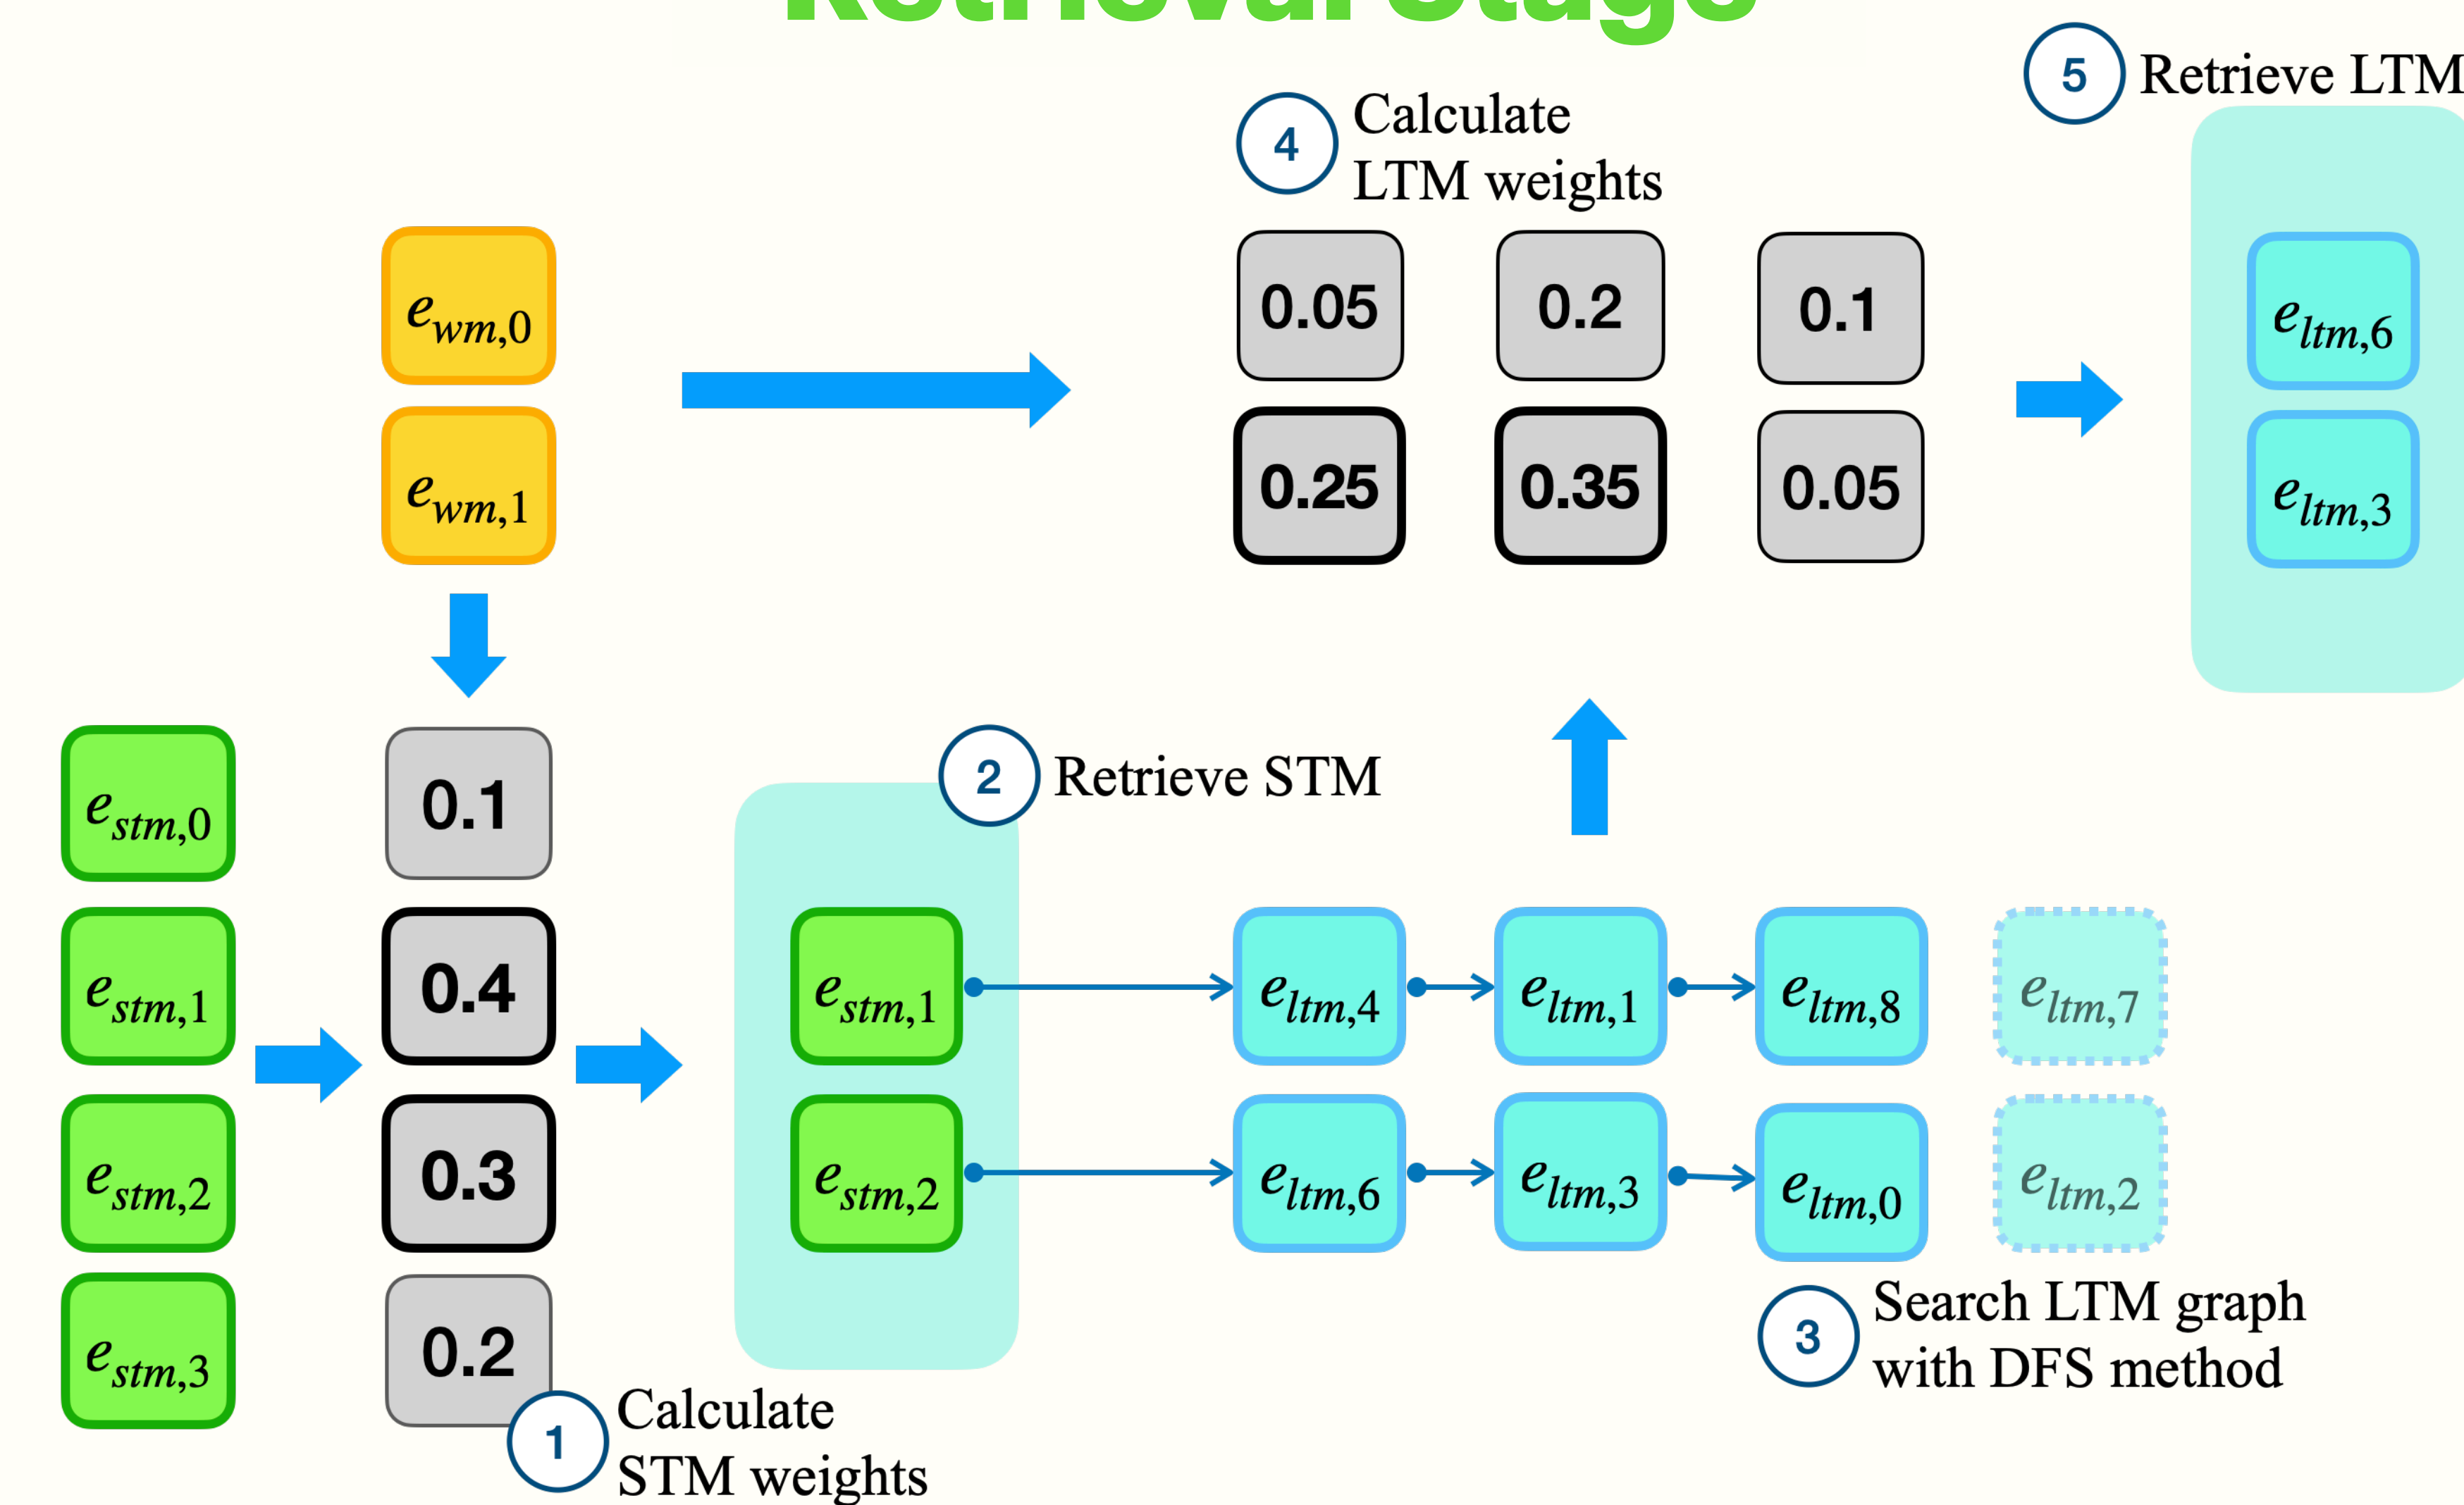 Retrieval Stage
5 Retrieve LTM
4 Calculate
LTM weights
e_wm,0
0.05 0.2 0.1
e_ltm,6
e_wm,1
0.25 0.35 0.05
e_ltm,3
2 Retrieve STM
e_stm,0 0.1
e_stm,1 0.4 e_stm,1 e_ltm,4 e_ltm,1 e_ltm,8 e_ltm,7
e_stm,2 0.3 e_stm,2 e_ltm,6 e_ltm,3 e_ltm,0 e_ltm,2
3 Search LTM graph
with DFS method
e_stm,3 0.2
1 Calculate
STM weights